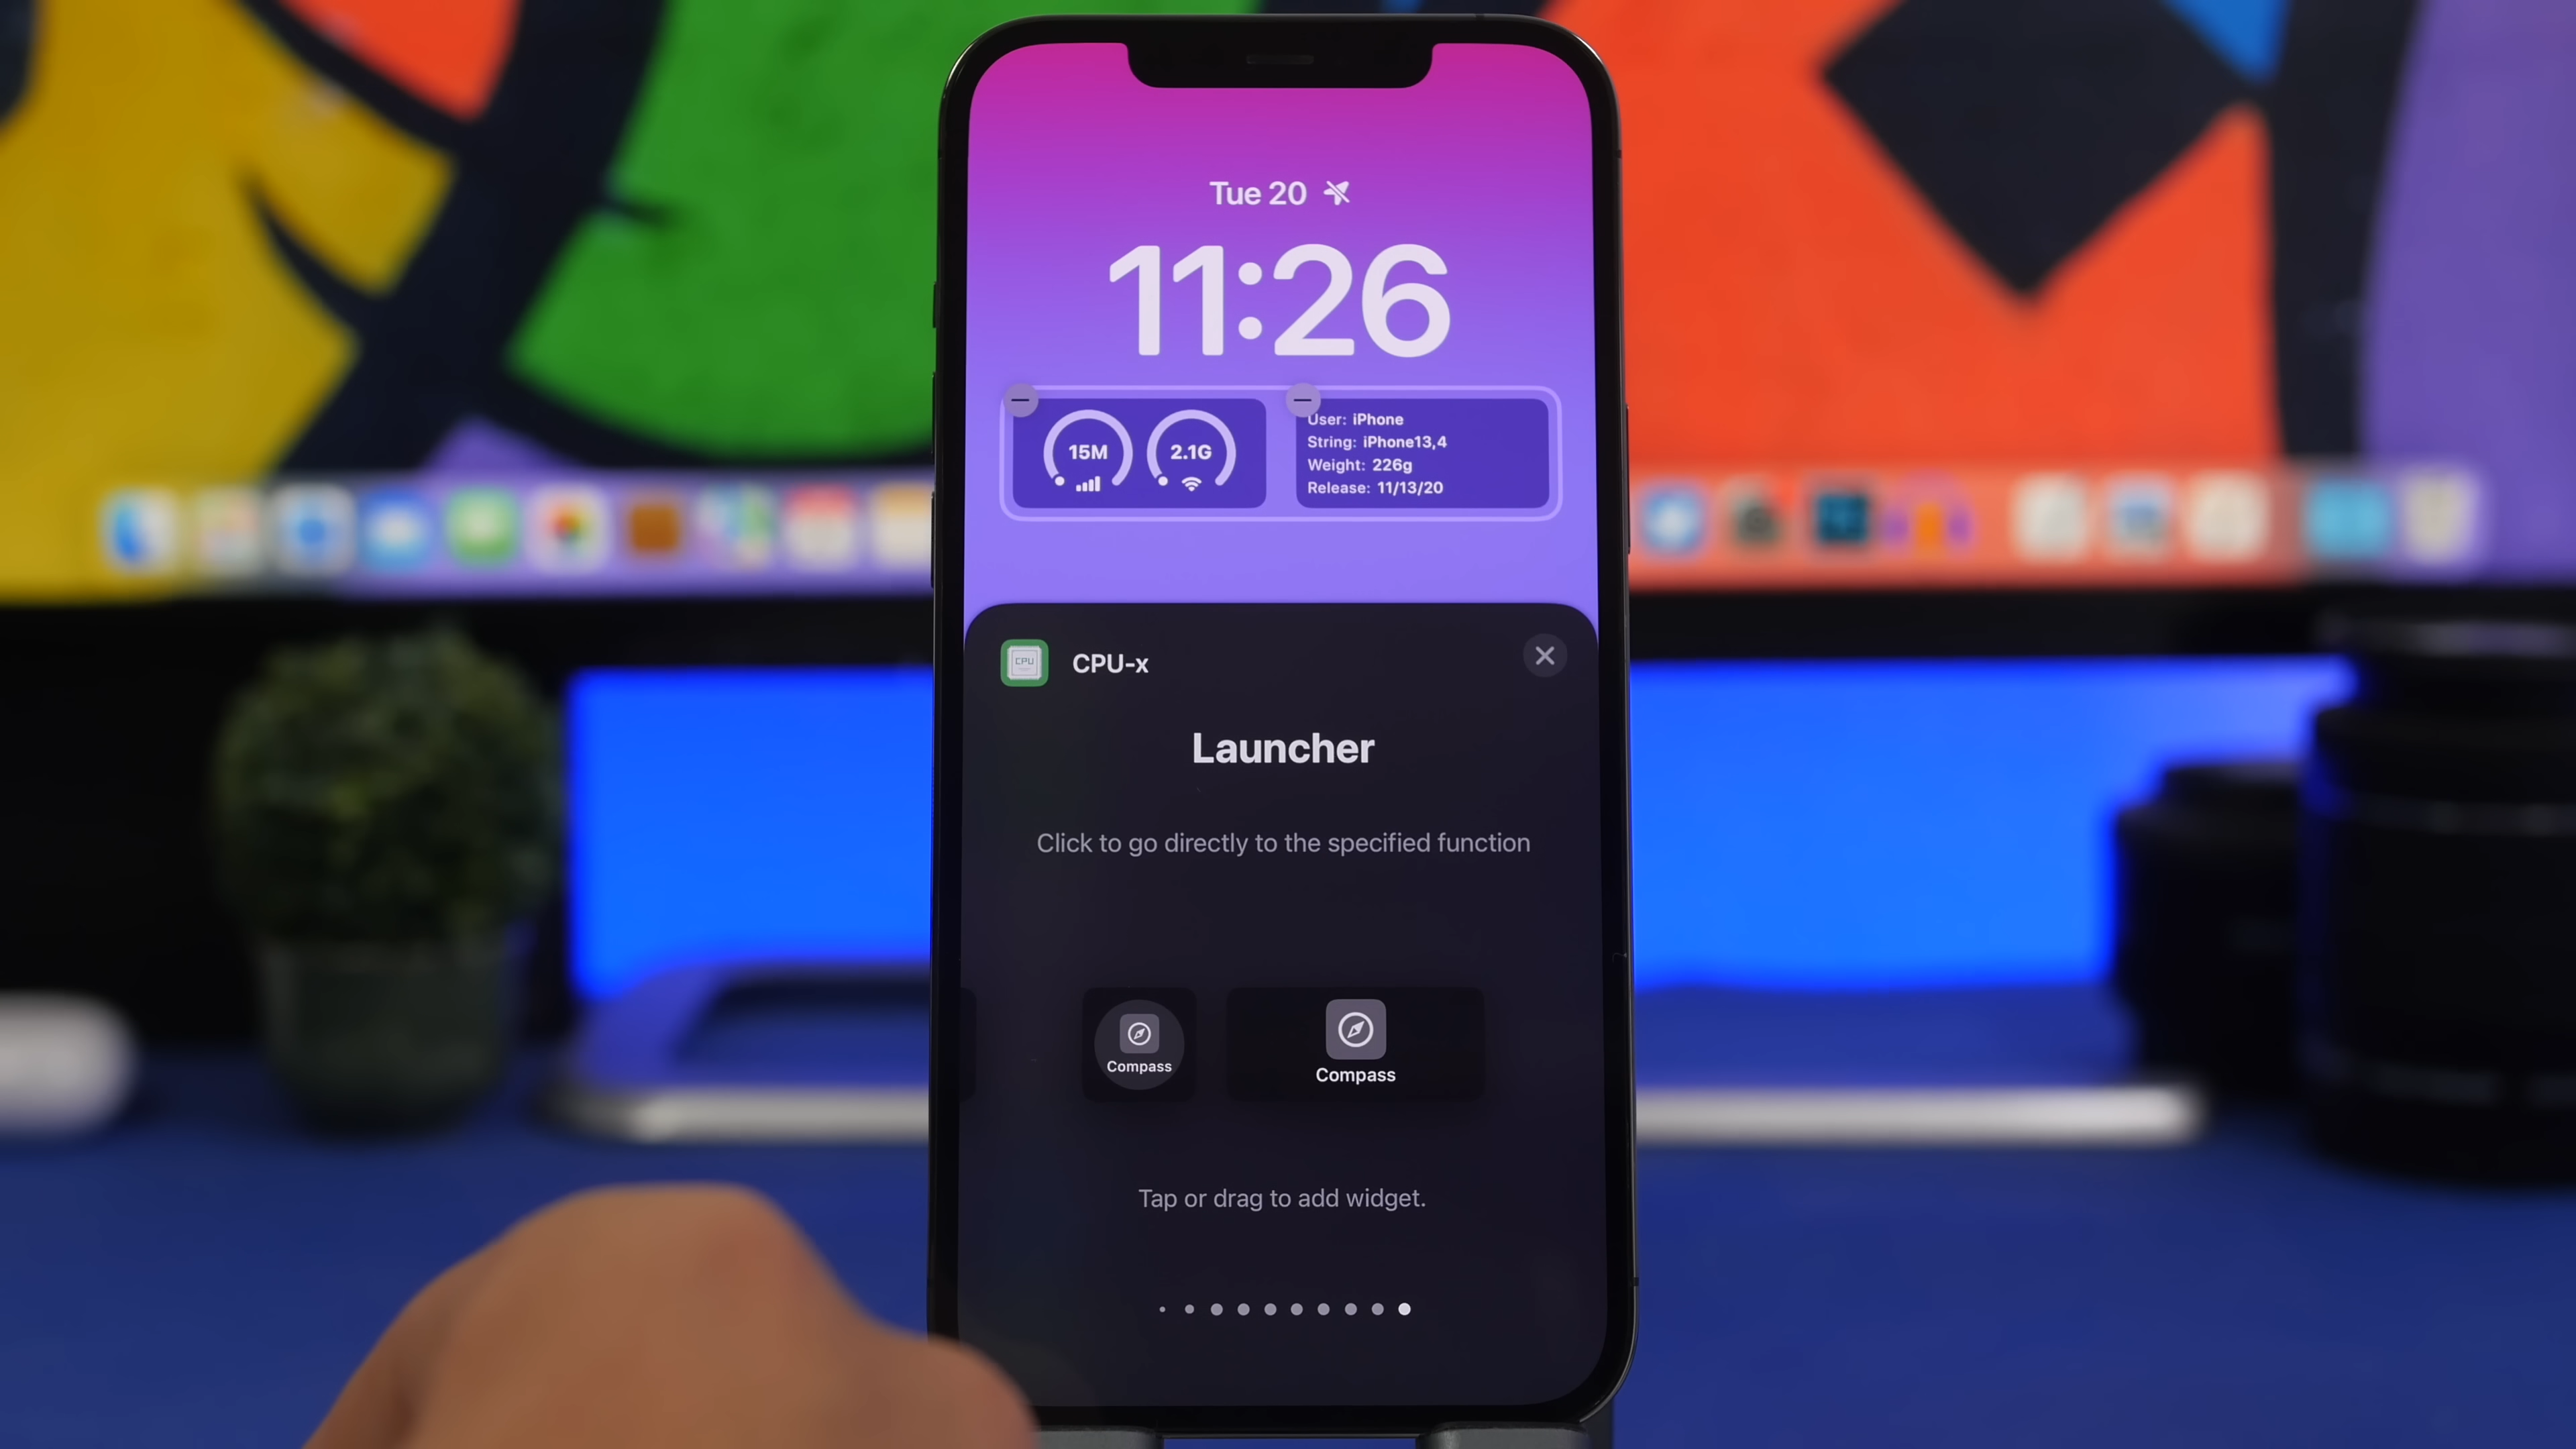 Tue 20
11:26
15M
2.1G
User: iPhone
String: iPhone13,4
Weight: 226g
Release: 11/13/20
CPU
CPU-x
Launcher
Click to go directly to the specified function
Compass
Compass
Tap or drag to add widget.